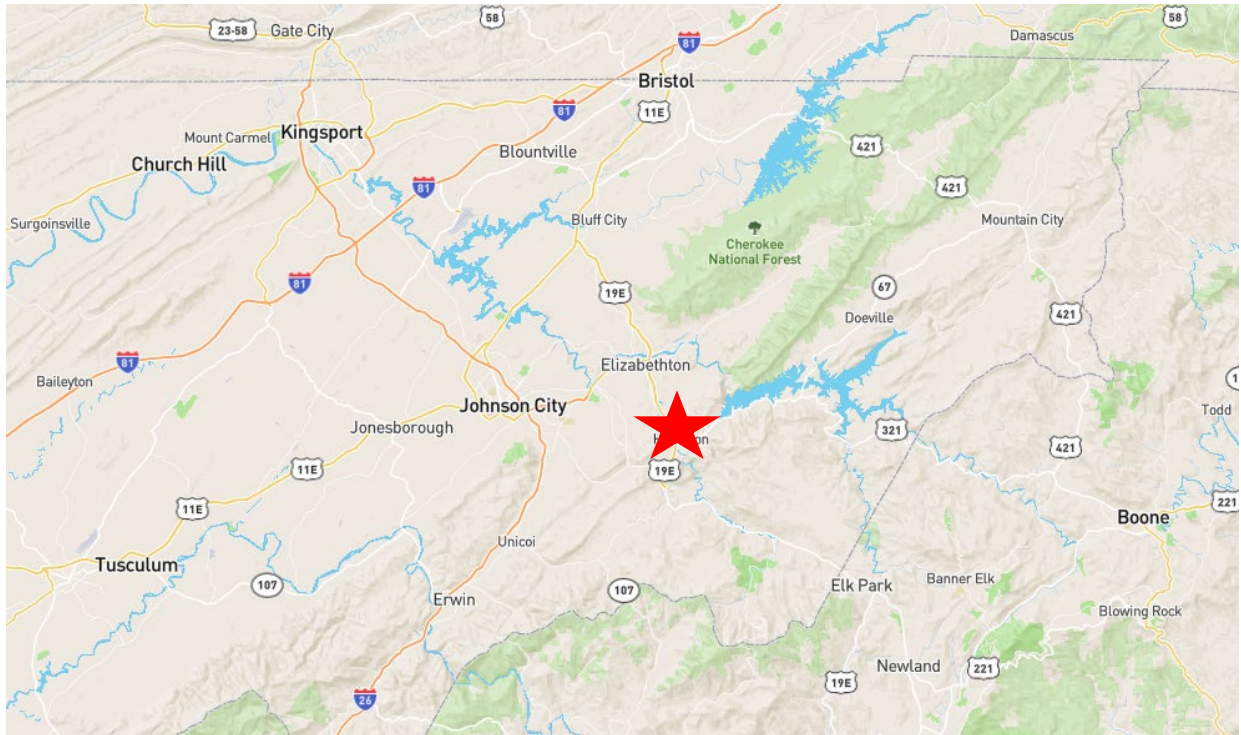 58
58
23-58
Gate City
81
Damascus
Bristol
81
11E
Mount Carmel
Kingsport
Blountville
421
Church Hill
81
421
Surgoinsville
Bluff City
Mountain City
Cherokee
National Forest
81
19E
67
421
Doeville
81
Elizabethton
Baileyton
Johnson City
Todd
Jonesborough
321
421
11E
19E
11E
221
Boone
Unicoi
Tusculum
107
107
Elk Park
Banner Elk
Erwin
Blowing Rock
Newland
221
19E
26